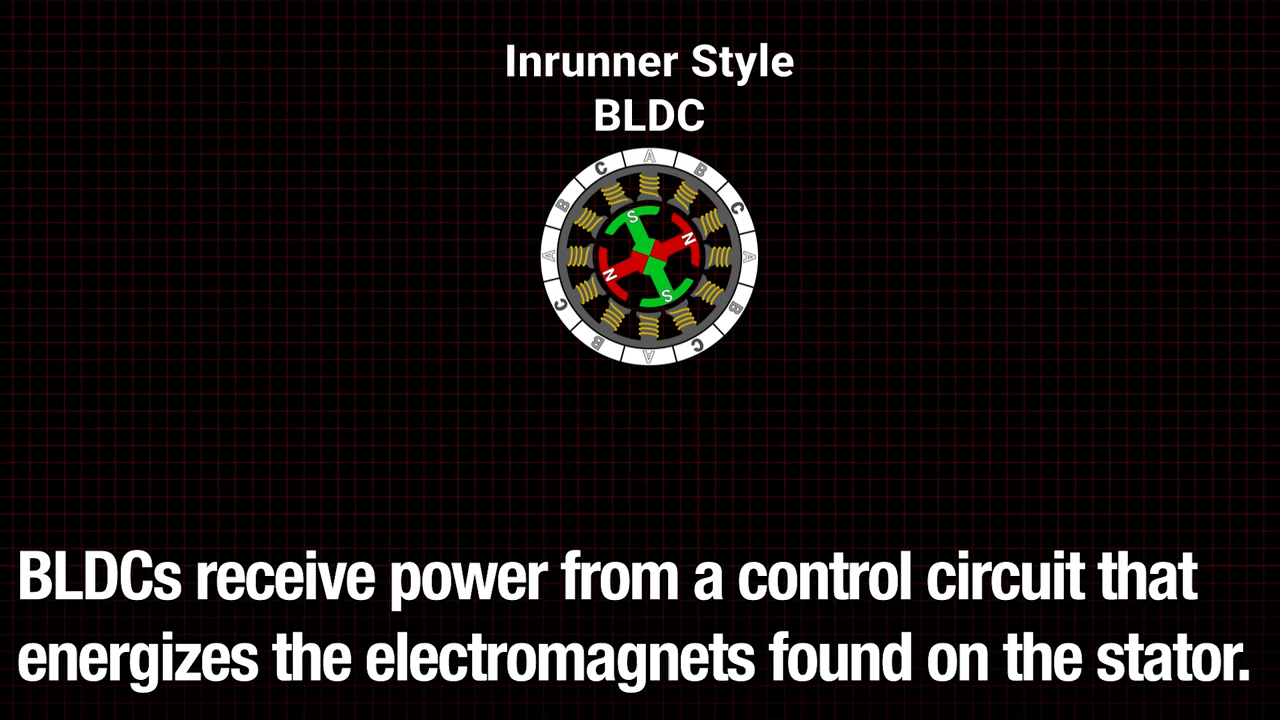 Inrunner Style
BLDC
A
B
C
A
B
C
A
B
C
A
B
C
S
N
N
S
BLDCs receive power from a control circuit that
energizes the electromagnets found on the stator.